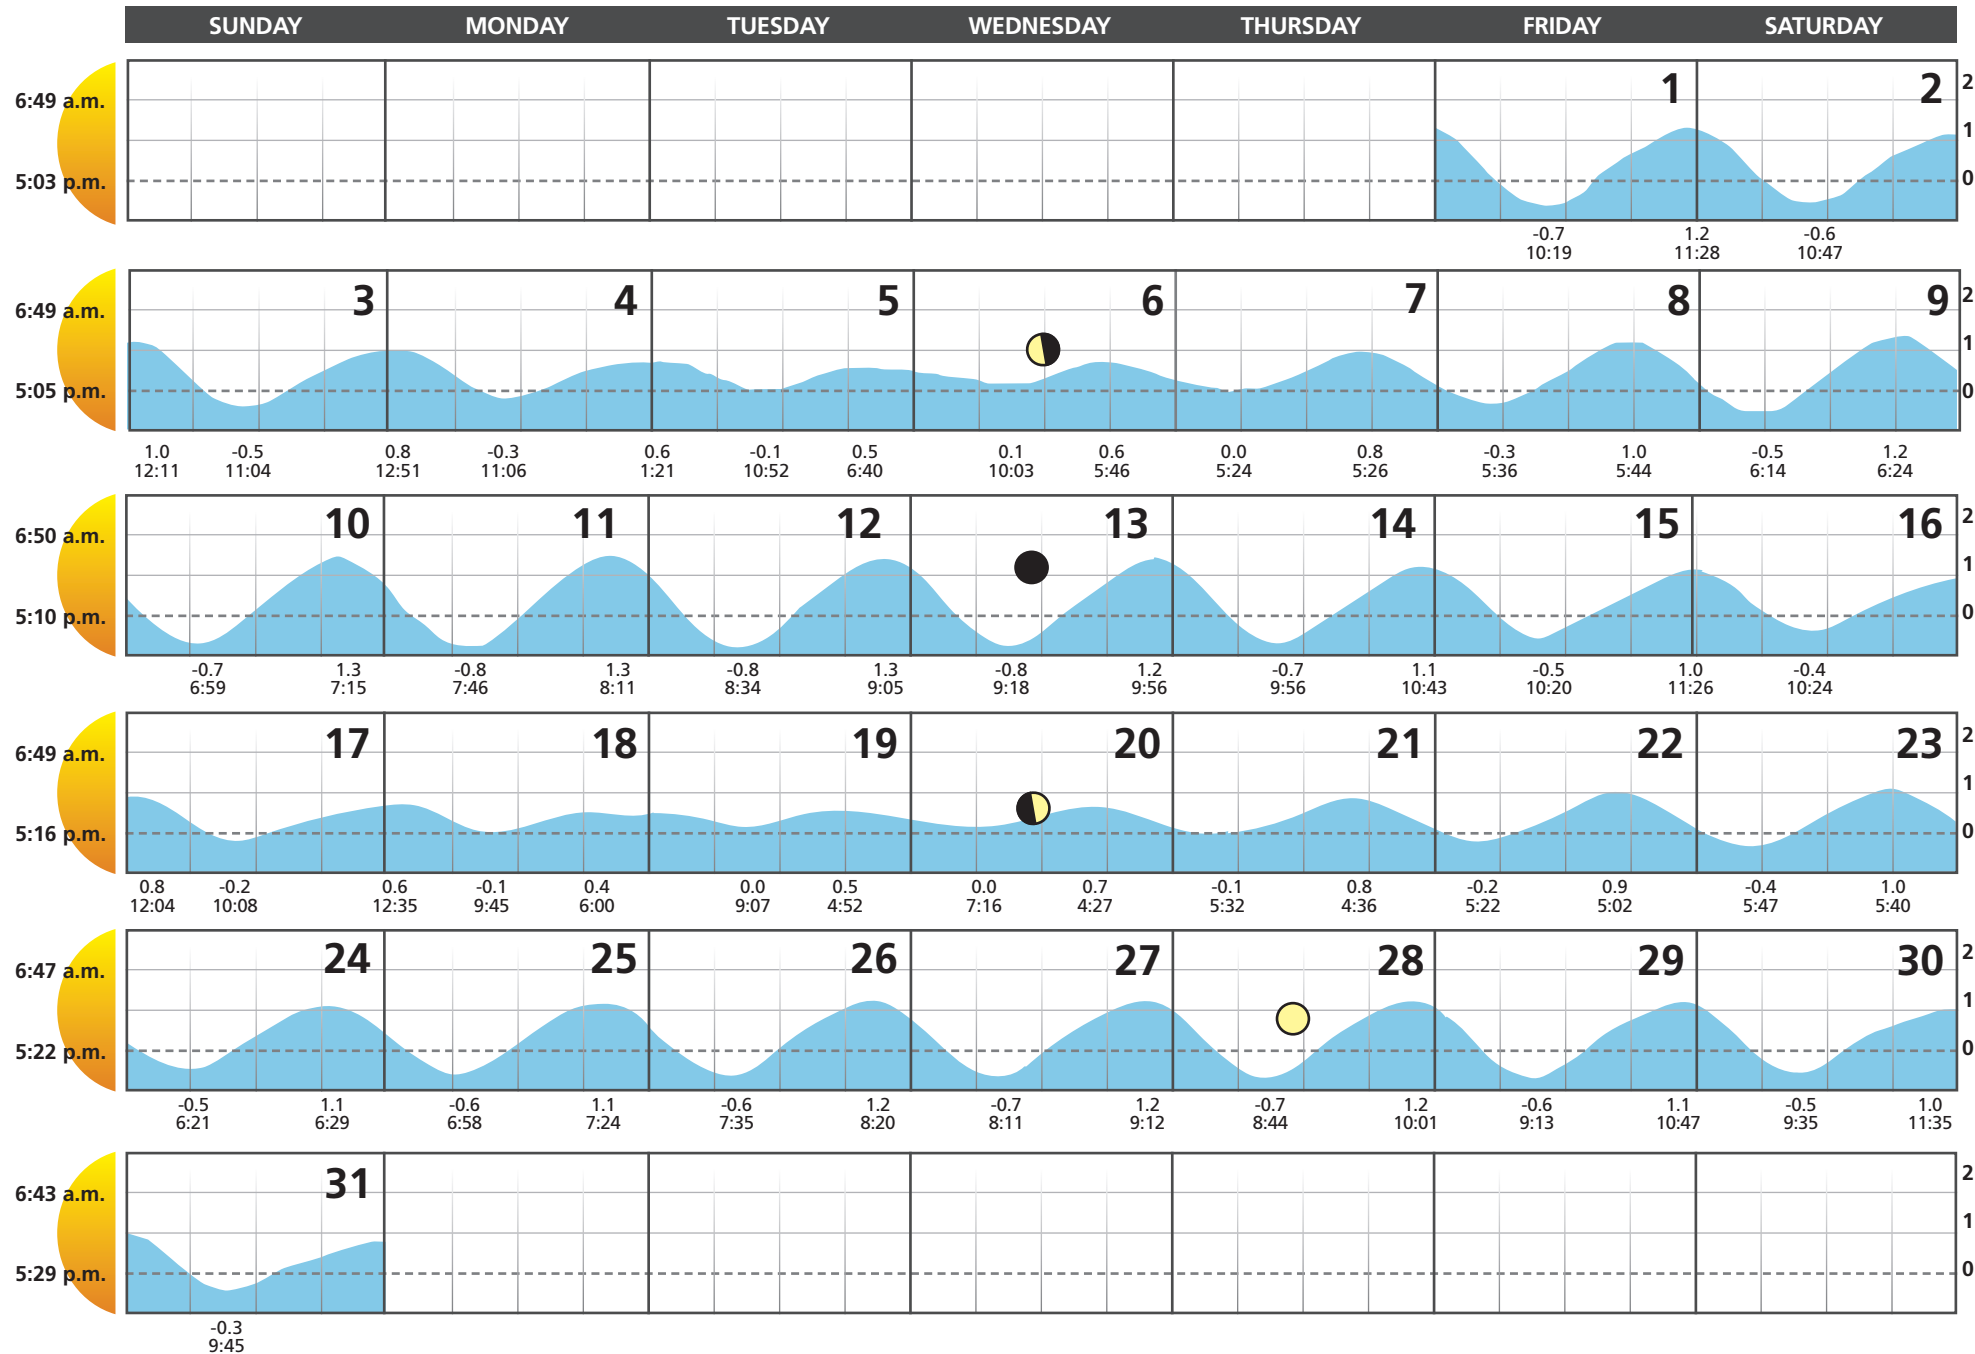 SUNDAY MONDAY TUESDAY WEDNESDAY THURSDAY FRIDAY SATURDAY
1 2
6:49 a.m.
5:03 p.m.
2
1
0
-0.7 1.2 -0.6
10:19 11:28 10:47
3 4 5 6 7 8 9
6:49 a.m.
5:05 p.m.
2
1
0
1.0 -0.5 0.8 -0.3 0.6 -0.1 0.5 0.1 0.6 0.0 0.8 -0.3 1.0 -0.5 1.2
12:11 11:04 12:51 11:06 1:21 10:52 6:40 10:03 5:46 5:24 5:26 5:36 5:44 6:14 6:24
10 11 12 13 14 15 16
6:50 a.m.
5:10 p.m.
2
1
0
-0.7 1.3 -0.8 1.3 -0.8 1.3 -0.8 1.2 -0.7 1.1 -0.5 1.0 -0.4
6:59 7:15 7:46 8:11 8:34 9:05 9:18 9:56 9:56 10:43 10:20 11:26 10:24
17 18 19 20 21 22 23
6:49 a.m.
5:16 p.m.
2
1
0
0.8 -0.2 0.6 -0.1 0.4 0.0 0.5 0.0 0.7 -0.1 0.8 -0.2 0.9 -0.4 1.0
12:04 10:08 12:35 9:45 6:00 9:07 4:52 7:16 4:27 5:32 4:36 5:22 5:02 5:47 5:40
24 25 26 27 28 29 30
6:47 a.m.
5:22 p.m.
2
1
0
-0.5 1.1 -0.6 1.1 -0.6 1.2 -0.7 1.2 -0.7 1.2 -0.6 1.1 -0.5 1.0
6:21 6:29 6:58 7:24 7:35 8:20 8:11 9:12 8:44 10:01 9:13 10:47 9:35 11:35
31
6:43 a.m.
5:29 p.m.
2
1
0
-0.3
9:45